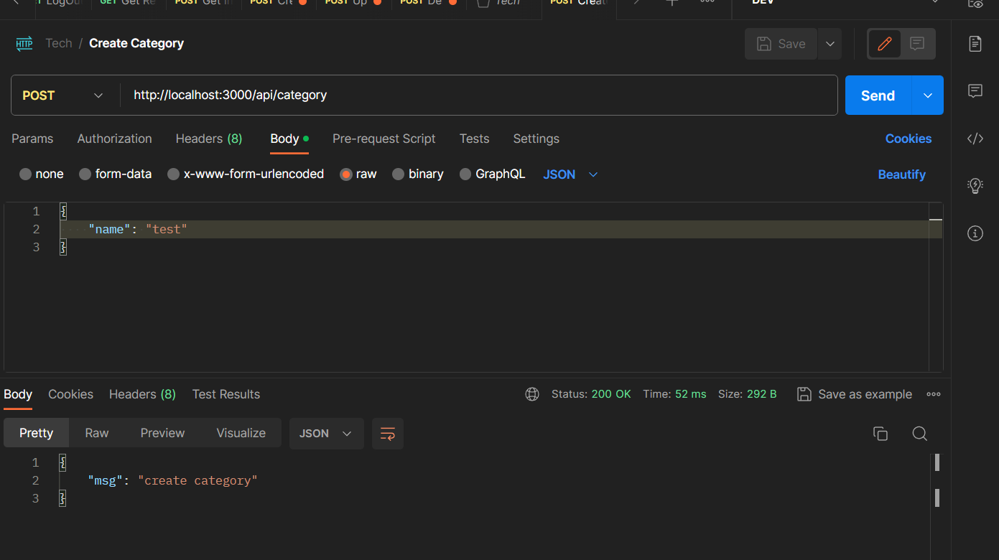 GET Get Re
POST Get In
POST Cre
POST Up
POST De
Tech
POST Create
DEV
HTTP Tech / Create Category
Save
POST http://localhost:3000/api/category
Send
Params Authorization Headers (8) Body Pre-request Script Tests Settings Cookies
none form-data x-www-form-urlencoded raw binary GraphQL JSON Beautify
1 {
2 "name": "test"
3 }
Body Cookies Headers (8) Test Results Status: 200 OK Time: 52 ms Size: 292 B Save as example
Pretty Raw Preview Visualize JSON
1 {
2 "msg": "create category"
3 }